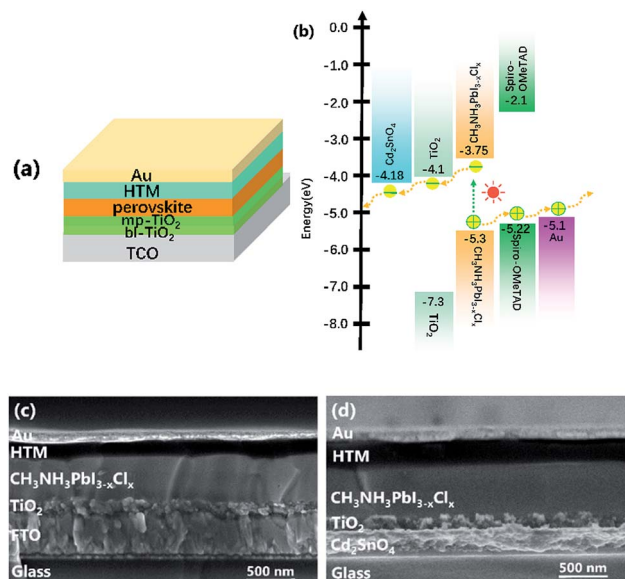 (a)
Au
HTM
perovskite
mp-TiO₂
bl-TiO₂
TCO
(b)
0.0
-1.0
-2.0
-3.0
-4.0
-5.0
-6.0
-7.0
-8.0
Energy(eV)
Cd₂SnO₄
-4.18
TiO₂
-4.1
CH₃NH₃PbI₃₋ₓClₓ
-3.75
Spiro-
OMeTAD
-2.1
-7.3
TiO₂
-5.3
CH₃NH₃PbI₃₋ₓClₓ
-5.22
Spiro-OMeTAD
-5.1
Au
(c)
Au
HTM
CH₃NH₃PbI₃₋ₓClₓ
TiO₂
FTO
Glass
500 nm
(d)
Au
HTM
CH₃NH₃PbI₃₋ₓClₓ
TiO₂
Cd₂SnO₄
Glass
500 nm